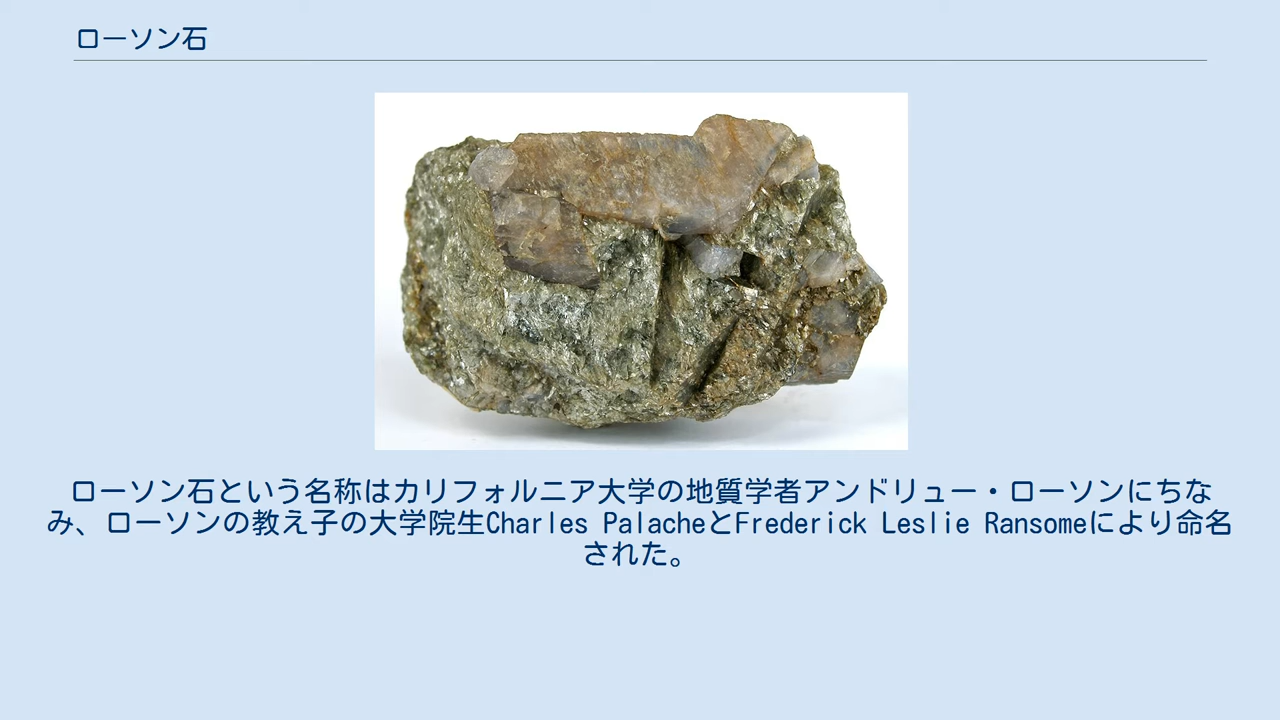 ローソン石
ローソン石という名称はカリフォルニア大学の地質学者アンドリュー・ローソンにちな
み、ローソンの教え子の大学院生Charles PalacheとFrederick Leslie Ransomeにより命名
された。